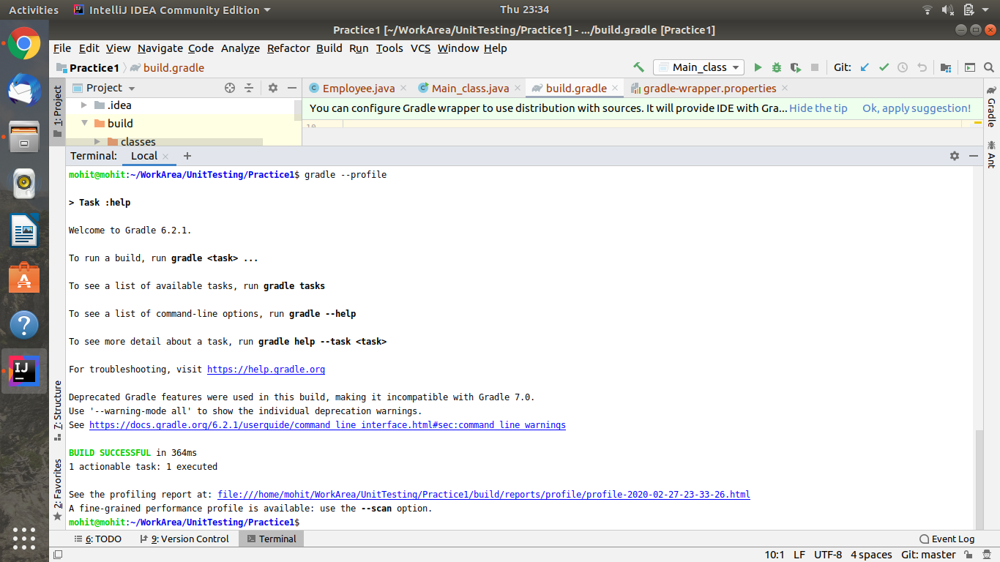 Activities IntelliJ IDEA Community Edition Thu 23:34
Practice1 [~/WorkArea/UnitTesting/Practice1] - .../build.gradle [Practice1]
File Edit View Navigate Code Analyze Refactor Build Run Tools VCS Window Help
Practice1 build.gradle Main_class Git:
1: Project
Project
Employee.java Main_class.java build.gradle gradle-wrapper.properties
.idea
build
classes
You can configure Gradle wrapper to use distribution with sources. It will provide IDE with Gra... Hide the tip Ok, apply suggestion!
Gradle
Ant
Terminal: Local +
mohit@mohit:~/WorkArea/UnitTesting/Practice1$ gradle --profile
> Task :help
Welcome to Gradle 6.2.1.
To run a build, run gradle <task> ...
To see a list of available tasks, run gradle tasks
To see a list of command-line options, run gradle --help
To see more detail about a task, run gradle help --task <task>
For troubleshooting, visit https://help.gradle.org
Deprecated Gradle features were used in this build, making it incompatible with Gradle 7.0.
Use '--warning-mode all' to show the individual deprecation warnings.
See https://docs.gradle.org/6.2.1/userguide/command_line_interface.html#sec:command_line_warnings
BUILD SUCCESSFUL in 364ms
1 actionable task: 1 executed
See the profiling report at: file:///home/mohit/WorkArea/UnitTesting/Practice1/build/reports/profile/profile-2020-02-27-23-33-26.html
A fine-grained performance profile is available: use the --scan option.
mohit@mohit:~/WorkArea/UnitTesting/Practice1$
7: Structure
2: Favorites
6: TODO 9: Version Control Terminal Event Log
10:1 LF UTF-8 4 spaces Git: master